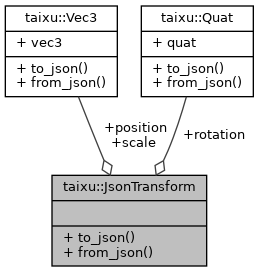 taixu::Vec3
+ vec3
+ to_json()
+ from_json()
taixu::Quat
+ quat
+ to_json()
+ from_json()
+position
+scale
+rotation
taixu::JsonTransform
+ to_json()
+ from_json()